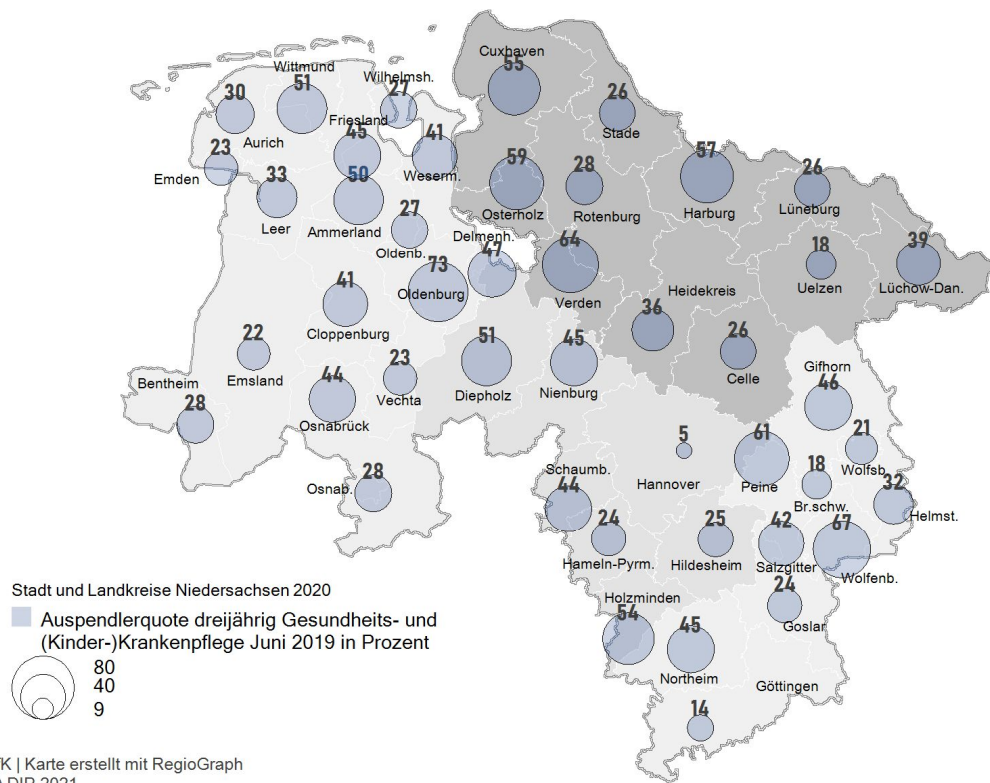 Cuxhaven
55
Wittmund
51
Wilhelmsh.
27
30
Aurich
Friesland
45
41
Weserm.
26
Stade
23
Emden
33
Leer
50
Ammerland
59
Osterholz
28
Rotenburg
57
Harburg
26
Lüneburg
27
Oldenb.
Delmenh.
47
64
Verden
18
Uelzen
39
Lüchow-Dan.
73
Oldenburg
41
Cloppenburg
Heidekreis
36
26
Celle
22
Emsland
23
Vechta
51
Diepholz
45
Nienburg
Bentheim
28
44
Osnabrück
Gifhorn
46
28
Osnab.
5
Hannover
61
Peine
21
Wolfsb.
18
Br.schw.
32
Helmst.
Schaumb.
44
24
Hameln-Pyrm.
25
Hildesheim
42
Salzgitter
67
Wolfenb.
24
Goslar
Holzminden
54
45
Northeim
Göttingen
14
Stadt und Landkreise Niedersachsen 2020
Auspendlerquote dreijährig Gesundheits- und
(Kinder-)Krankenpflege Juni 2019 in Prozent
80
40
9
K | Karte erstellt mit RegioGraph